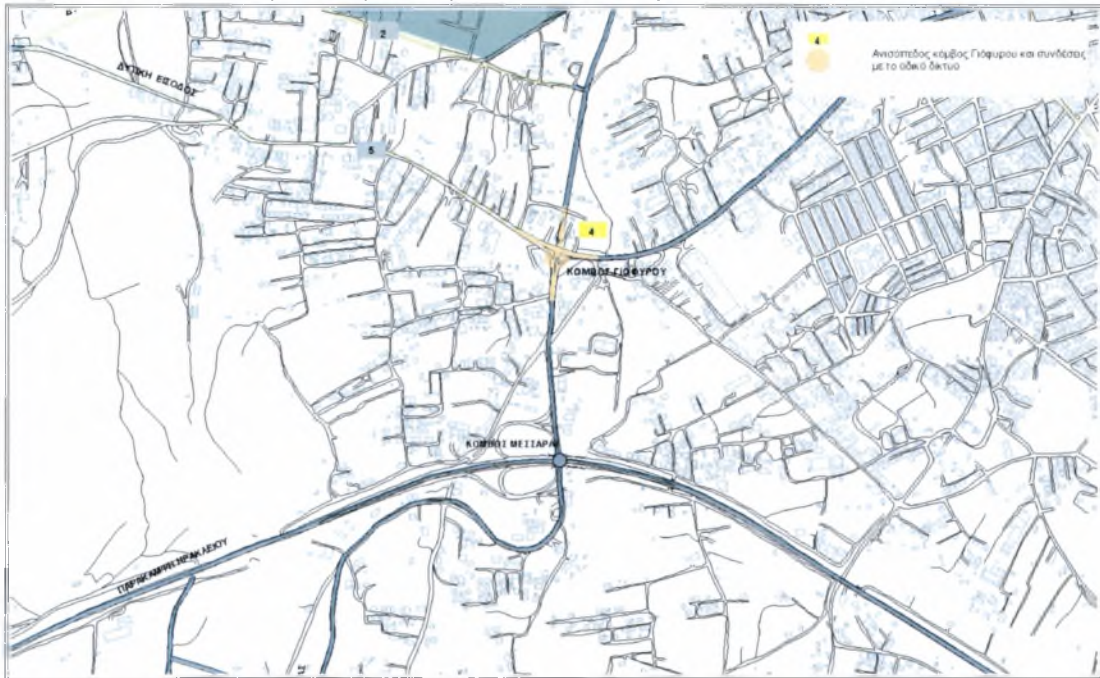 2
4
Ανισόπεδος κόμβος Γιόφυρου και συνδέσεις
με το οδικό δίκτυο
ΔΥΤΙΚΗ ΕΙΣΟΔΟΣ
5
4
ΚΟΜΒΟΣ ΓΙΟΦΥΡΟΥ
ΚΟΜΒΟΣ ΜΕΣΣΑΡΑΣ
ΠΑΡΑΚΑΜΨΗ ΗΡΑΚΛΕΙΟΥ